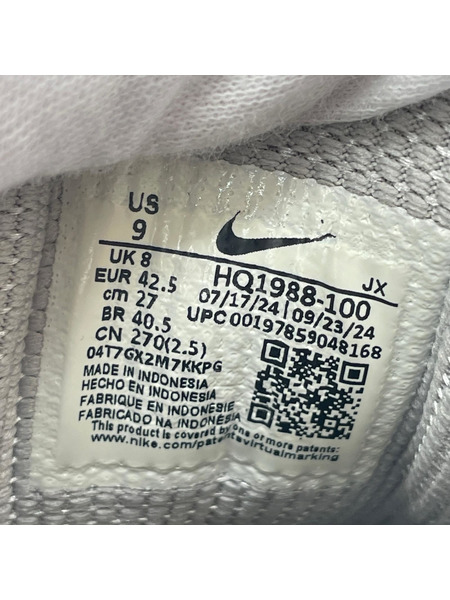 US
9
UK 8
EUR 42.5
cm 27
BR 40.5
CN 270(2.5)
04T7GX2M7KKPG
HQ1988-100
JX
07/17/24 | 09/23/24
UPC 00197859048168
MADE IN INDONESIA
HECHO EN INDONESIA
FABRIQUE EN INDONESIE
FABRICADO NA INDONESIA
This product is covered by one or more patents:
www.nike.com/patentsvirtualmarking